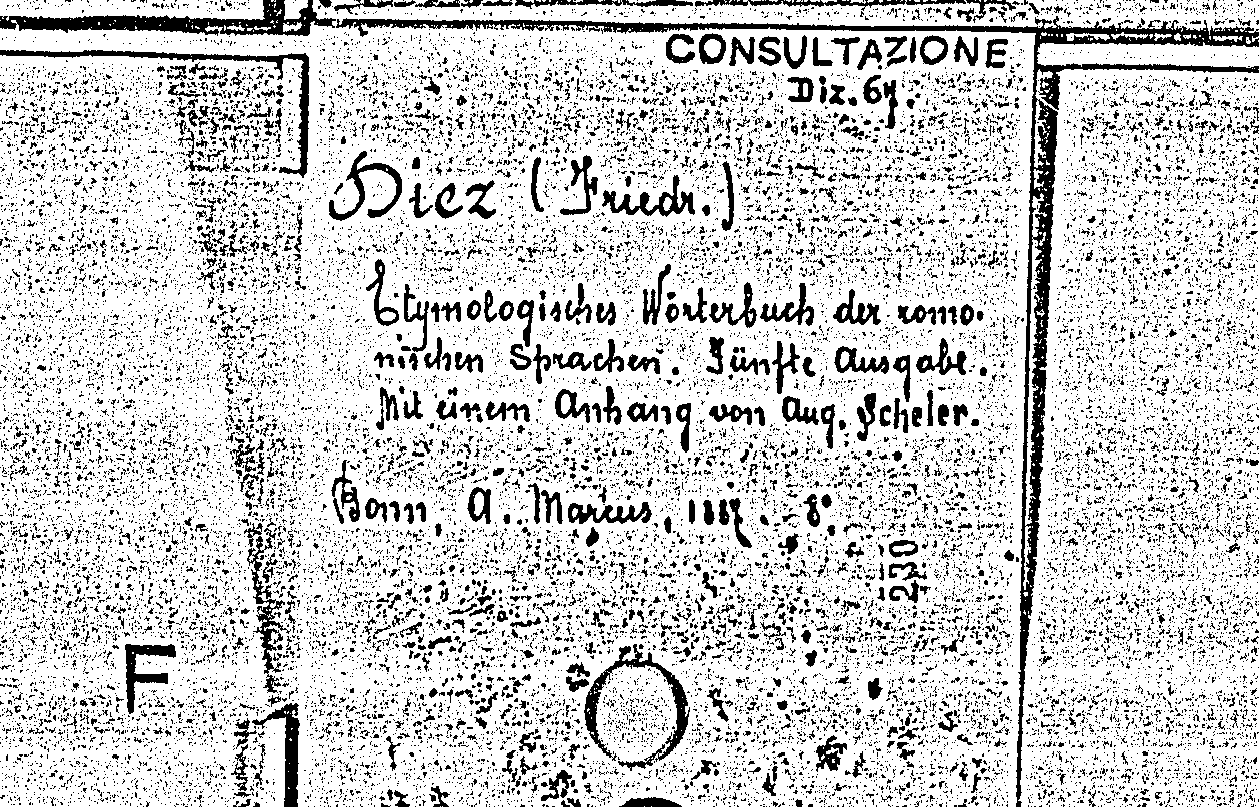 CONSULTAZIONE
Diz. 64.
Diez (Friedr.)
Etymologisches Wörterbuch der roma-
nischen Sprachen. Fünfte Ausgabe.
Mit einem Anhang von Aug. Scheler.
Bonn, A. Marcus, 1887. - 8°.
230
F